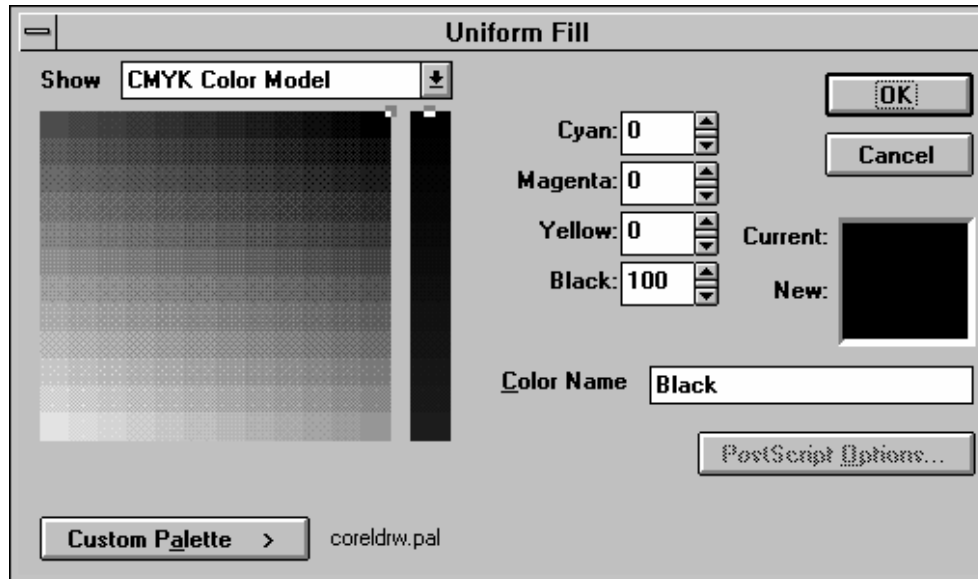 Uniform Fill
Show CMYK Color Model
OK
Cyan: 0
Cancel
Magenta: 0
Yellow: 0
Current:
Black: 100
New:
Color Name Black
PostScript Options...
Custom Palette > coreldrw.pal